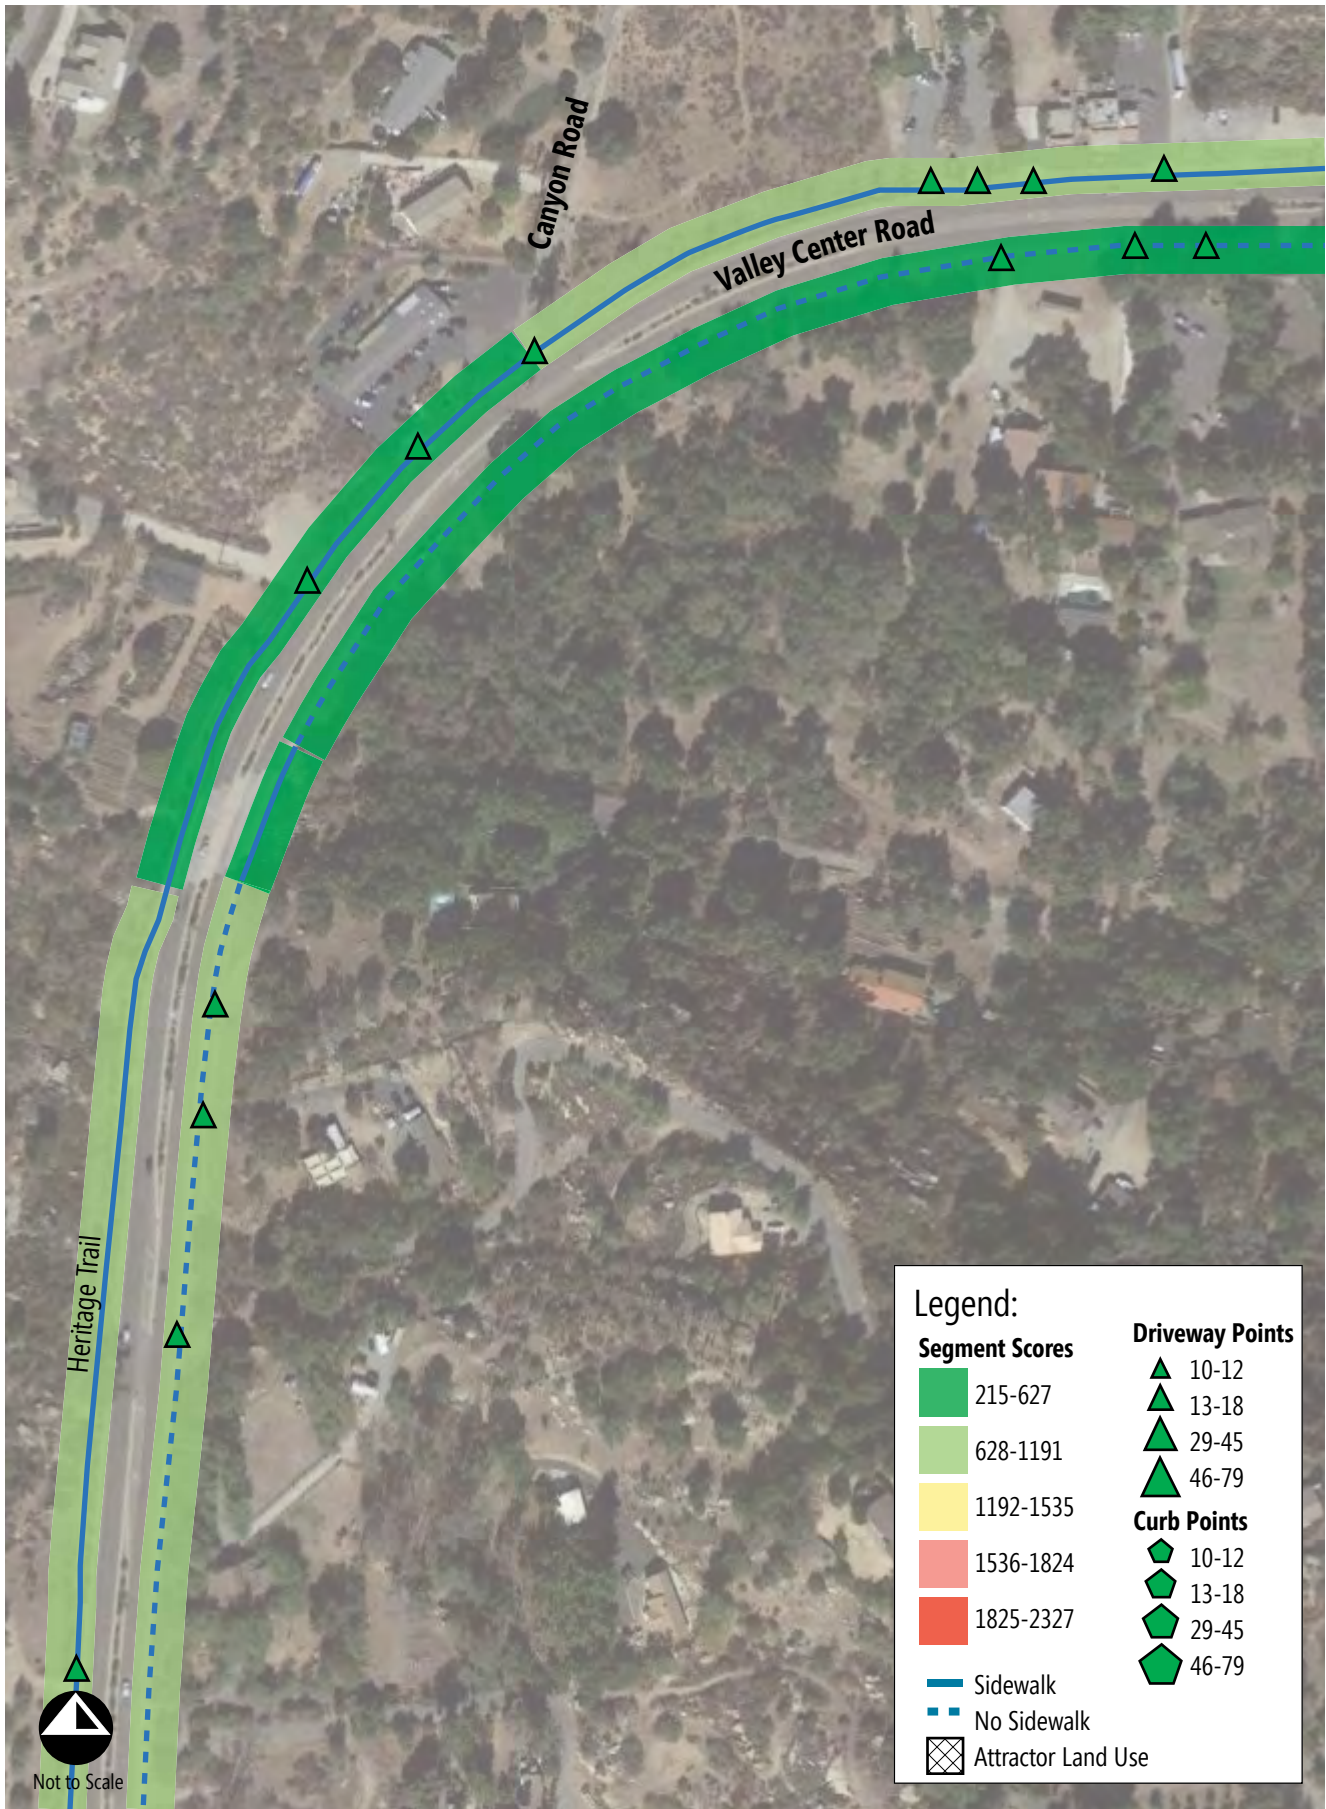 Canyon Road
Valley Center Road
Heritage Trail
Not to Scale
Legend:
Segment Scores
215-627
628-1191
1192-1535
1536-1824
1825-2327
Sidewalk
No Sidewalk
Attractor Land Use
Driveway Points
10-12
13-18
29-45
46-79
Curb Points
10-12
13-18
29-45
46-79